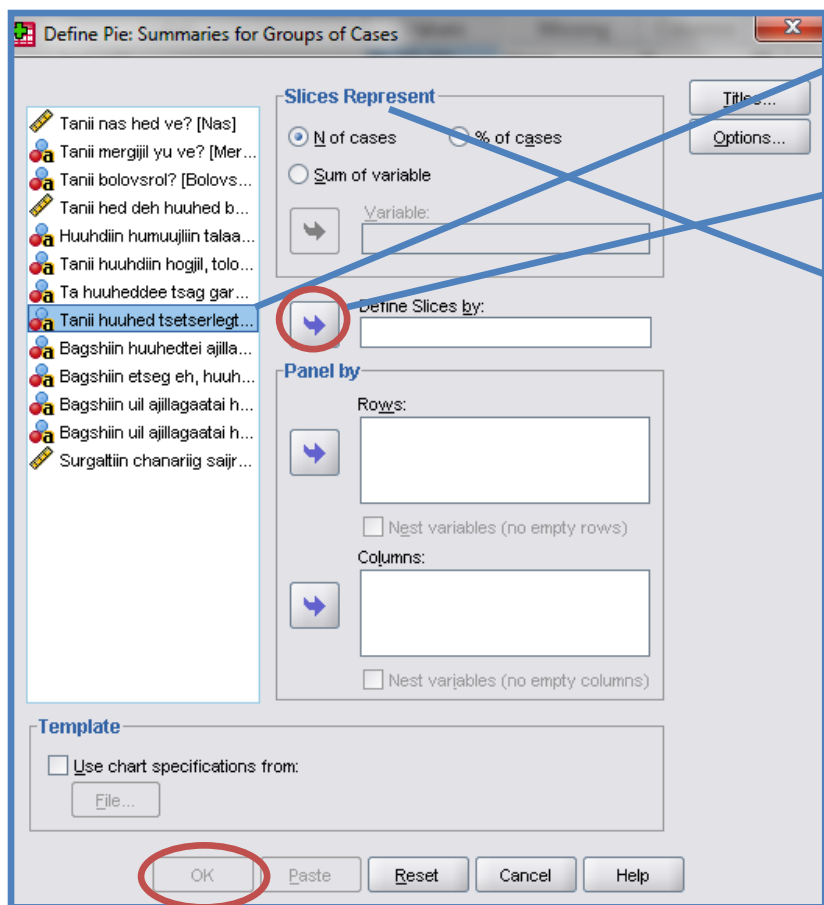 Define Pie: Summaries for Groups of Cases
Tanii nas hed ve? [Nas]
Tanii mergijil yu ve? [Mer...
Tanii bolovsrol? [Bolovs...
Tanii hed deh huuhed b...
Huuhdiin humuujliin talaa...
Tanii huuhdiin hogjil, tolo...
Ta huuheddee tsag gar...
Tanii huuhed tsetserlegt...
Bagshiin huuhedtei ajilla...
Bagshiin etseg eh, huuh...
Bagshiin uil ajillagaatai h...
Bagshiin uil ajillagaatai h...
Surgaltiin chanariig saijr...
Slices Represent
N of cases % of cases
Sum of variable
Variable:
Define Slices by:
Panel by
Rows:
Nest variables (no empty rows)
Columns:
Nest variables (no empty columns)
Titles...
Options...
Template
Use chart specifications from:
File...
OK Paste Reset Cancel Help